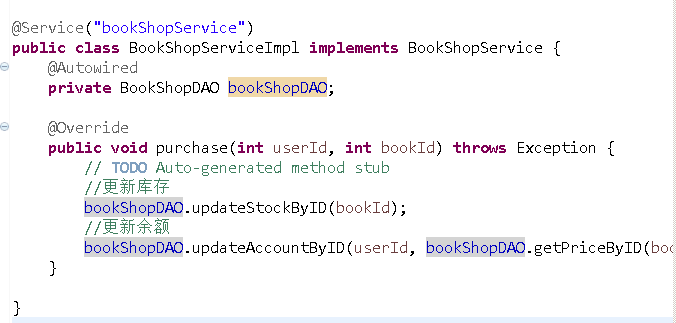 @Service("bookShopService")
public class BookShopServiceImpl implements BookShopService {
@Autowired
private BookShopDAO bookShopDAO;
@Override
public void purchase(int userId, int bookId) throws Exception {
// TODO Auto-generated method stub
//更新库存
bookShopDAO.updateStockByID(bookId);
//更新余额
bookShopDAO.updateAccountByID(userId, bookShopDAO.getPriceByID(
}
}